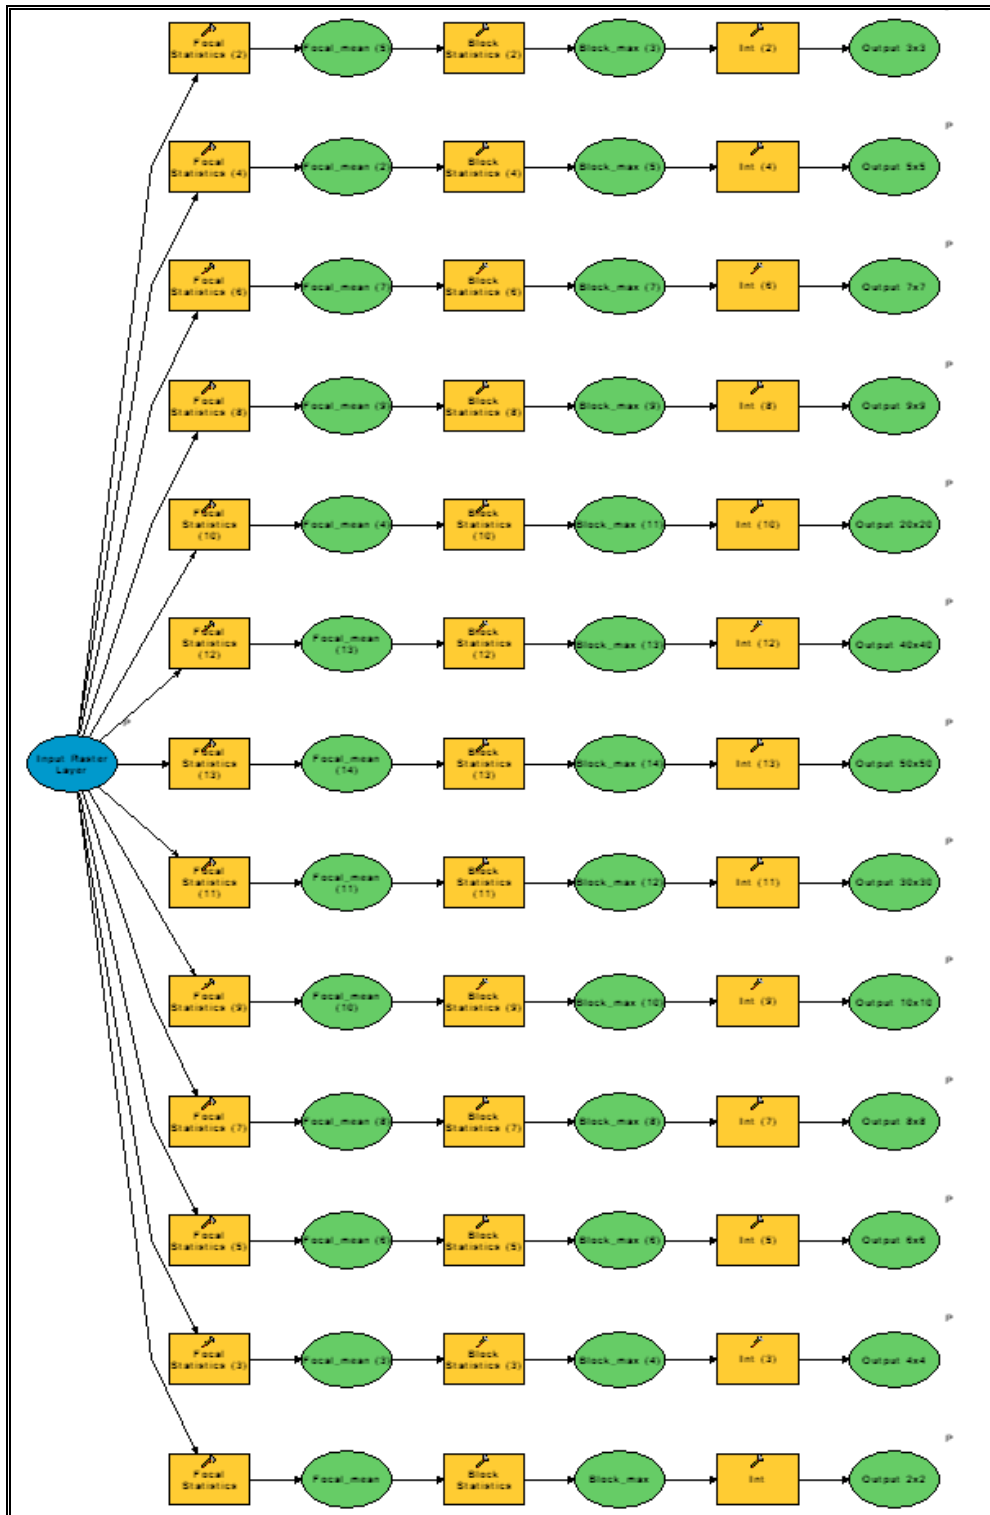 Focal
Statistics (2)
Focal_mean (5)
Block
Statistics (2)
Block_max (3)
Int (2)
Output 3x3
P
Focal
Statistics (4)
Focal_mean (2)
Block
Statistics (4)
Block_max (5)
Int (4)
Output 5x5
P
Focal
Statistics (6)
Focal_mean (7)
Block
Statistics (6)
Block_max (7)
Int (6)
Output 7x7
P
Focal
Statistics (8)
Focal_mean (9)
Block
Statistics (8)
Block_max (9)
Int (8)
Output 9x9
P
Focal
Statistics
(10)
Focal_mean (4)
Block
Statistics
(10)
Block_max (11)
Int (10)
Output 20x20
P
Focal
Statistics
(12)
Focal_mean
(13)
Block
Statistics
(12)
Block_max (13)
Int (12)
Output 40x40
P
Input Raster
Layer
P
Focal
Statistics
(13)
Focal_mean
(14)
Block
Statistics
(13)
Block_max (14)
Int (13)
Output 50x50
P
Focal
Statistics
(11)
Focal_mean
(11)
Block
Statistics
(11)
Block_max (12)
Int (11)
Output 30x30
P
Focal
Statistics (9)
Focal_mean
(10)
Block
Statistics (9)
Block_max (10)
Int (9)
Output 10x10
P
Focal
Statistics (7)
Focal_mean (8)
Block
Statistics (7)
Block_max (8)
Int (7)
Output 8x8
P
Focal
Statistics (5)
Focal_mean (6)
Block
Statistics (5)
Block_max (6)
Int (5)
Output 6x6
P
Focal
Statistics (3)
Focal_mean (3)
Block
Statistics (3)
Block_max (4)
Int (3)
Output 4x4
P
Focal
Statistics
Focal_mean
Block
Statistics
Block_max
Int
Output 2x2
P